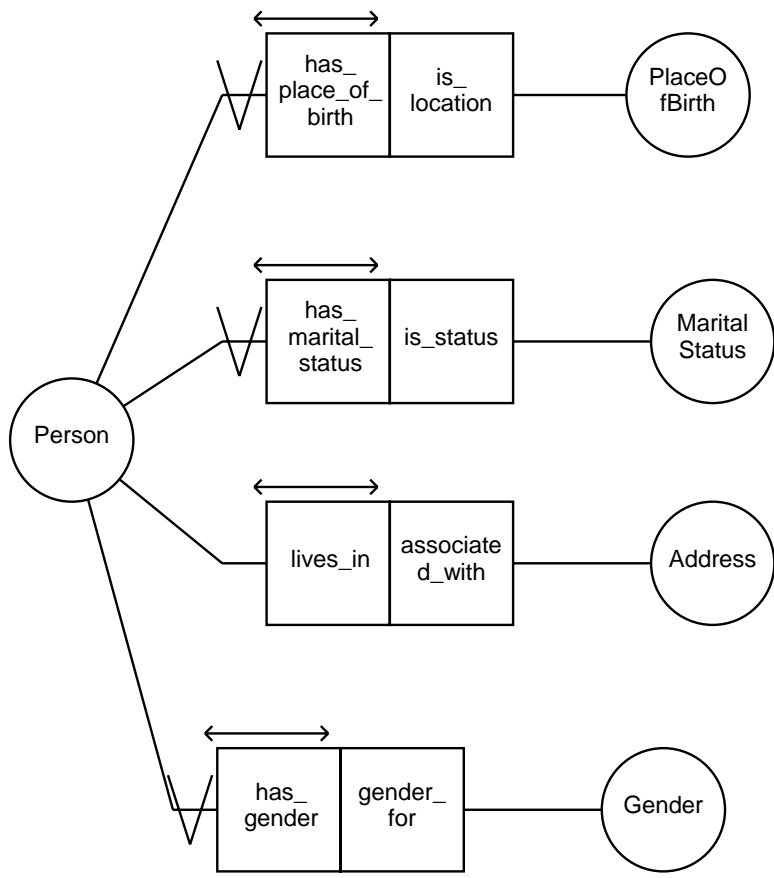 has_
place_of_
birth
is_
location
PlaceO
fBirth
has_
marital_
status
is_status
Marital
Status
Person
lives_in
associate
d_with
Address
has_
gender
gender_
for
Gender